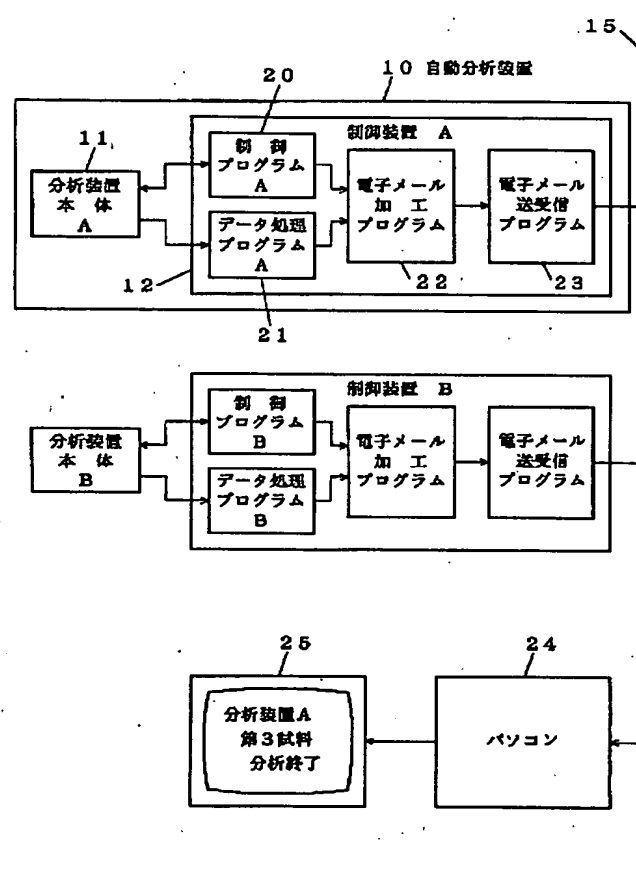 15
20
10 自動分析装置
制御装置 A
11
制 御
プログラム
A
分析装置
本 体
A
電子メール
加 工
プログラム
電子メール
送受信
プログラム
データ処理
プログラム
A
12
22
23
21
制御装置 B
制 御
プログラム
B
分析装置
本 体
B
電子メール
加 工
プログラム
電子メール
送受信
プログラム
データ処理
プログラム
B
25
24
分析装置A
第3試料
分析終了
パソコン